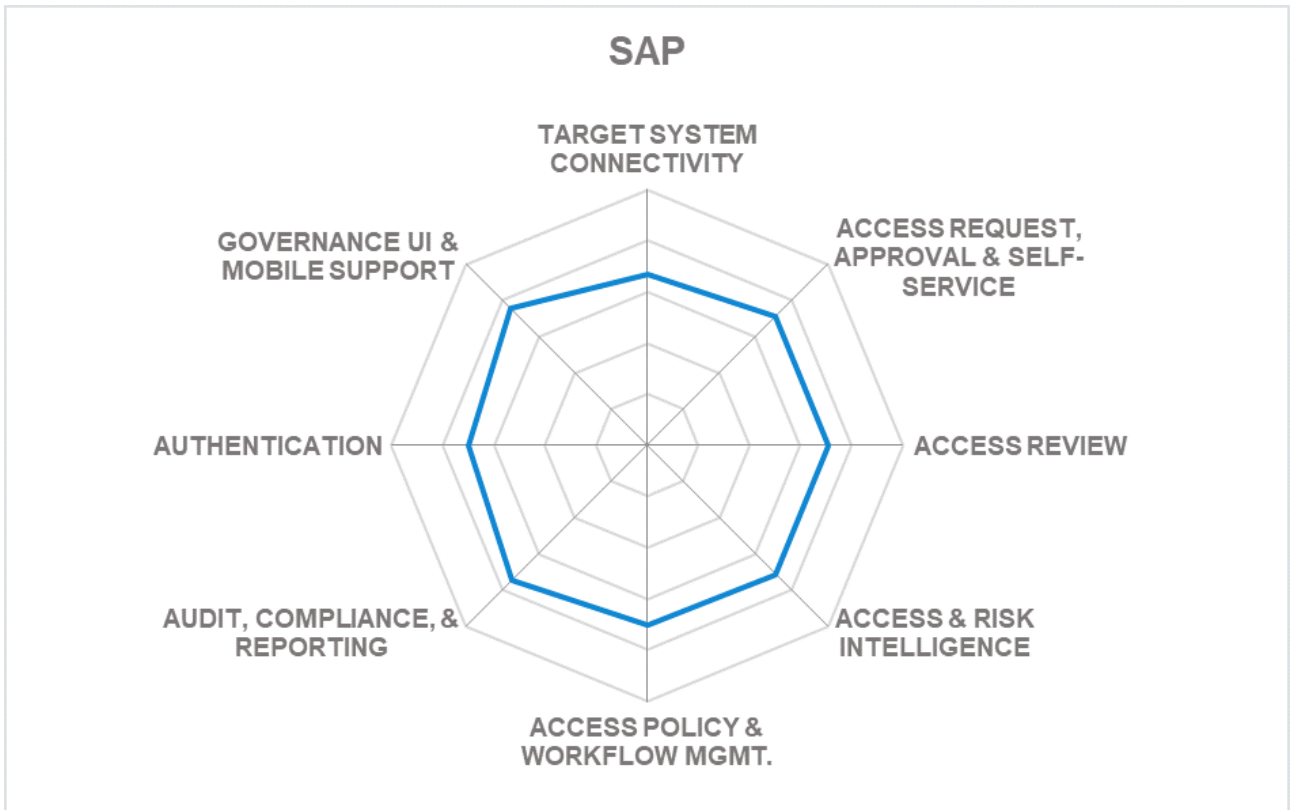 SAP
TARGET SYSTEM
CONNECTIVITY
ACCESS REQUEST,
APPROVAL & SELF-
SERVICE
GOVERNANCE UI &
MOBILE SUPPORT
AUTHENTICATION
ACCESS REVIEW
AUDIT, COMPLIANCE, &
REPORTING
ACCESS & RISK
INTELLIGENCE
ACCESS POLICY &
WORKFLOW MGMT.